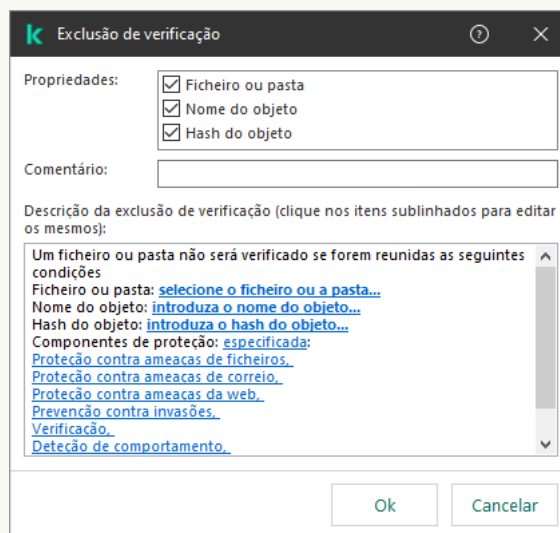 Exclusão de verificação
Propriedades:
Ficheiro ou pasta
Nome do objeto
Hash do objeto
Comentário:
Descrição da exclusão de verificação (clique nos itens sublinhados para editar
os mesmos):
Um ficheiro ou pasta não será verificado se forem reunidas as seguintes
condições
Ficheiro ou pasta: selecione o ficheiro ou a pasta...
Nome do objeto: introduza o nome do objeto...
Hash do objeto: introduza o hash do objeto...
Componentes de proteção: especificada:
Proteção contra ameaças de ficheiros,
Proteção contra ameaças de correio,
Proteção contra ameaças da web,
Prevenção contra invasões,
Verificação,
Deteção de comportamento,
Ok Cancelar